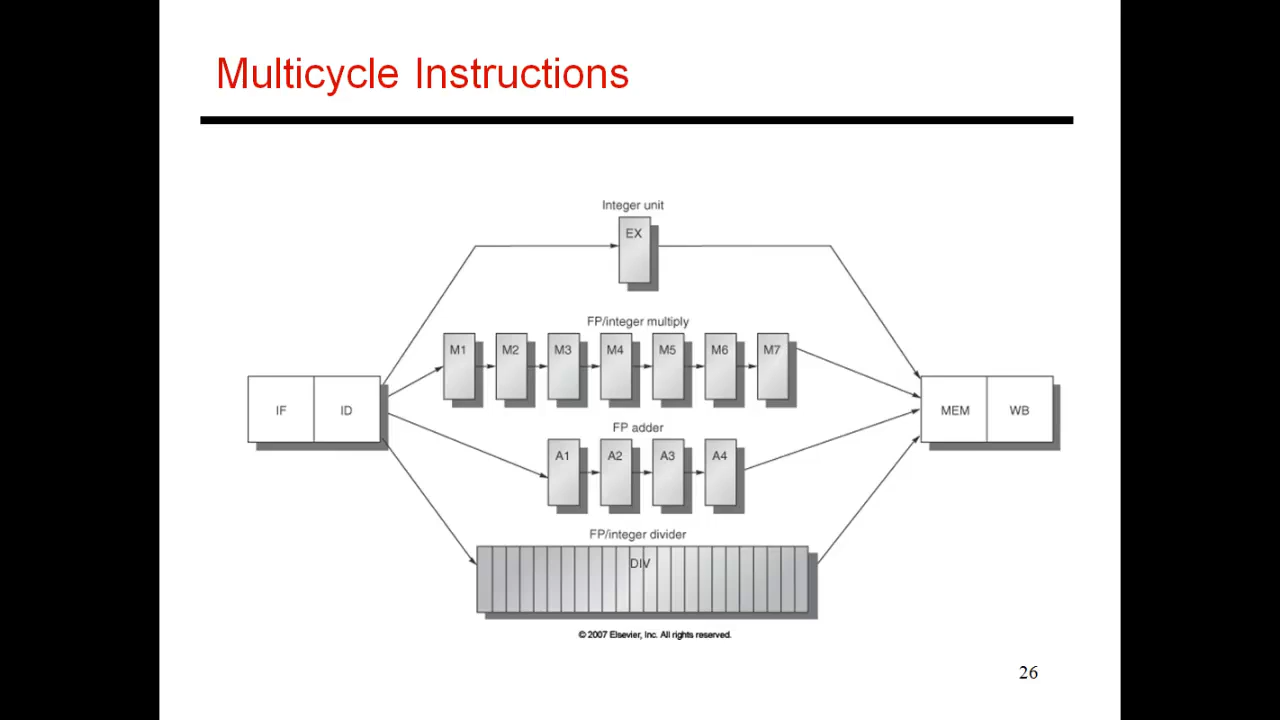 Multicycle Instructions
Integer unit
EX
FP/integer multiply
M1 M2 M3 M4 M5 M6 M7
IF ID MEM WB
FP adder
A1 A2 A3 A4
FP/integer divider
DIV
© 2007 Elsevier, Inc. All rights reserved.
26